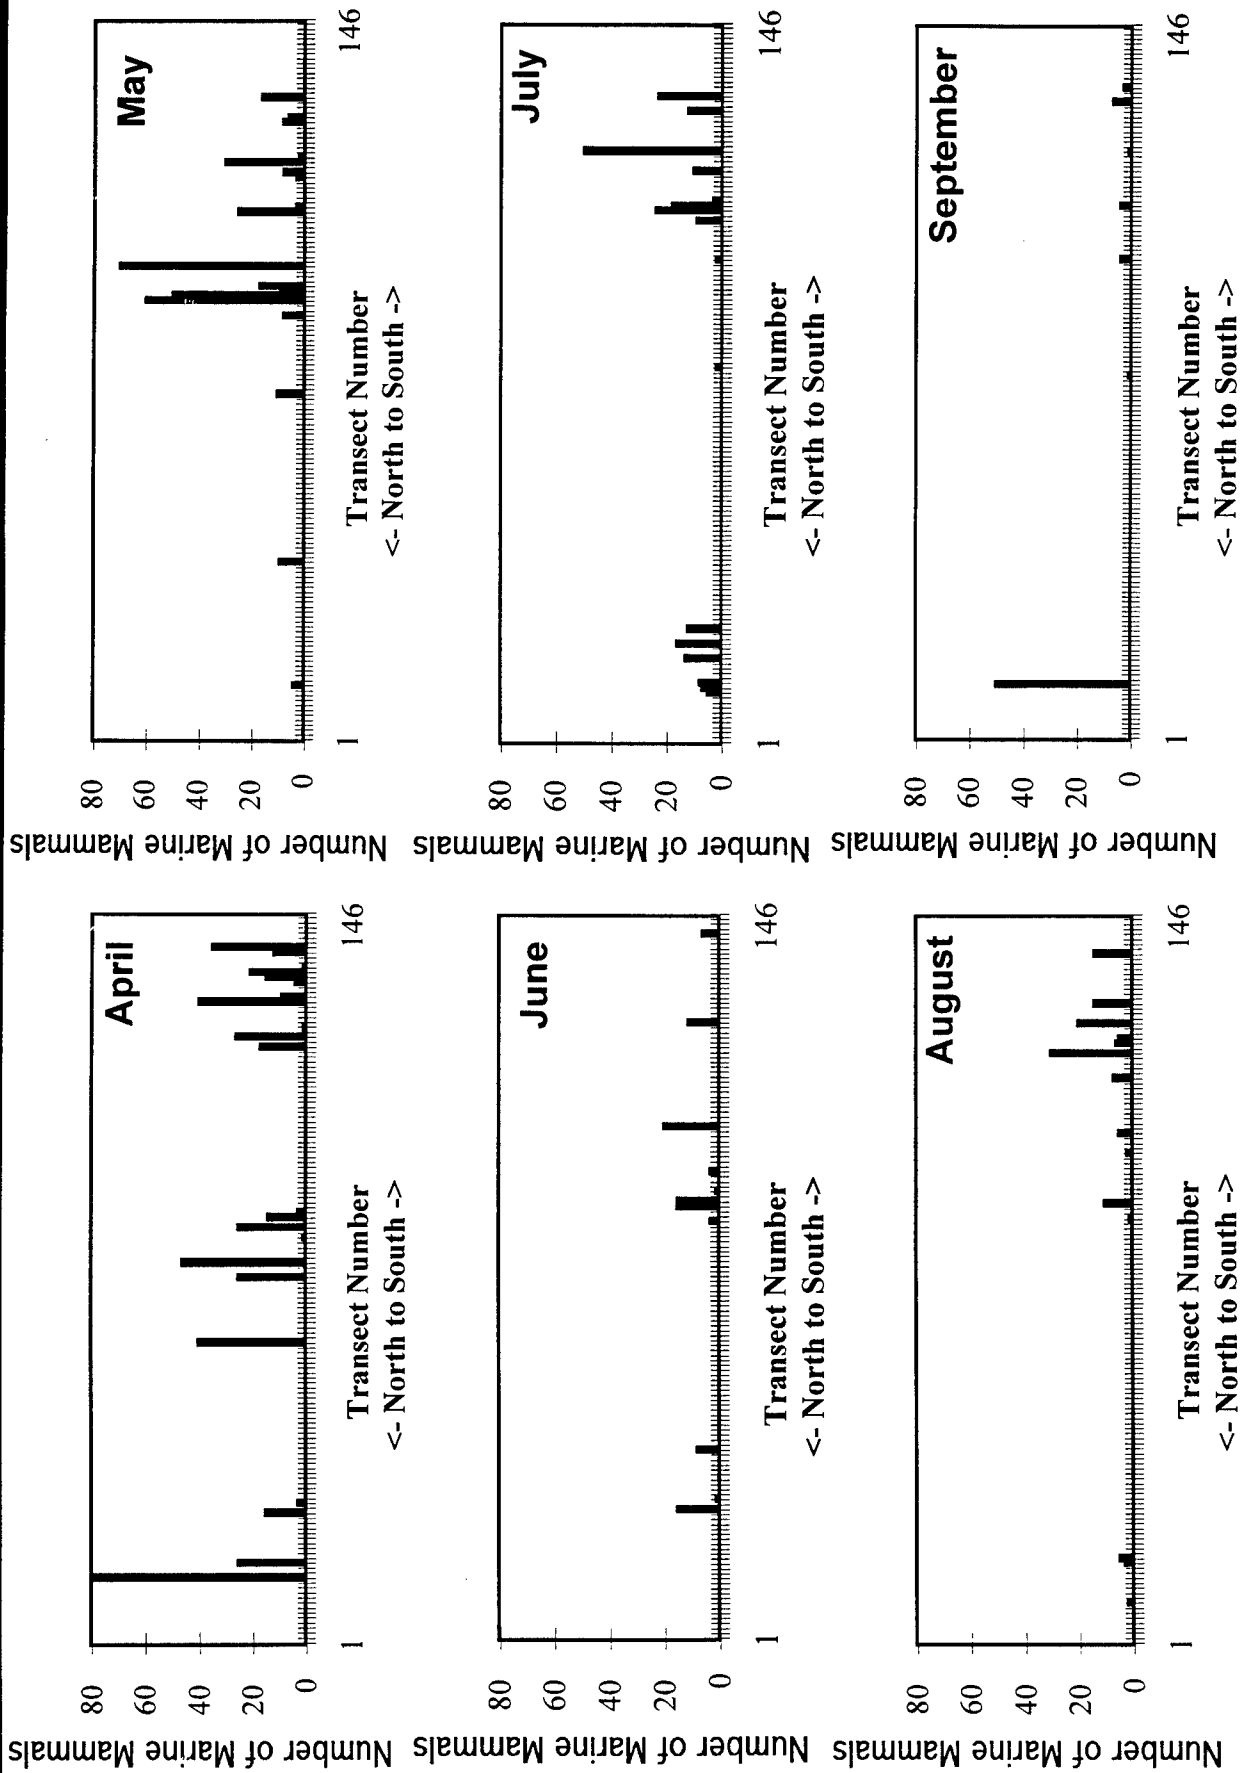 April
Number of Marine Mammals
80
60
40
20
0
1
146
Transect Number
<- North to South ->
May
Number of Marine Mammals
80
60
40
20
0
1
146
Transect Number
<- North to South ->
June
Number of Marine Mammals
80
60
40
20
0
1
146
Transect Number
<- North to South ->
July
Number of Marine Mammals
80
60
40
20
0
1
146
Transect Number
<- North to South ->
August
Number of Marine Mammals
80
60
40
20
0
1
146
Transect Number
<- North to South ->
September
Number of Marine Mammals
80
60
40
20
0
1
146
Transect Number
<- North to South ->